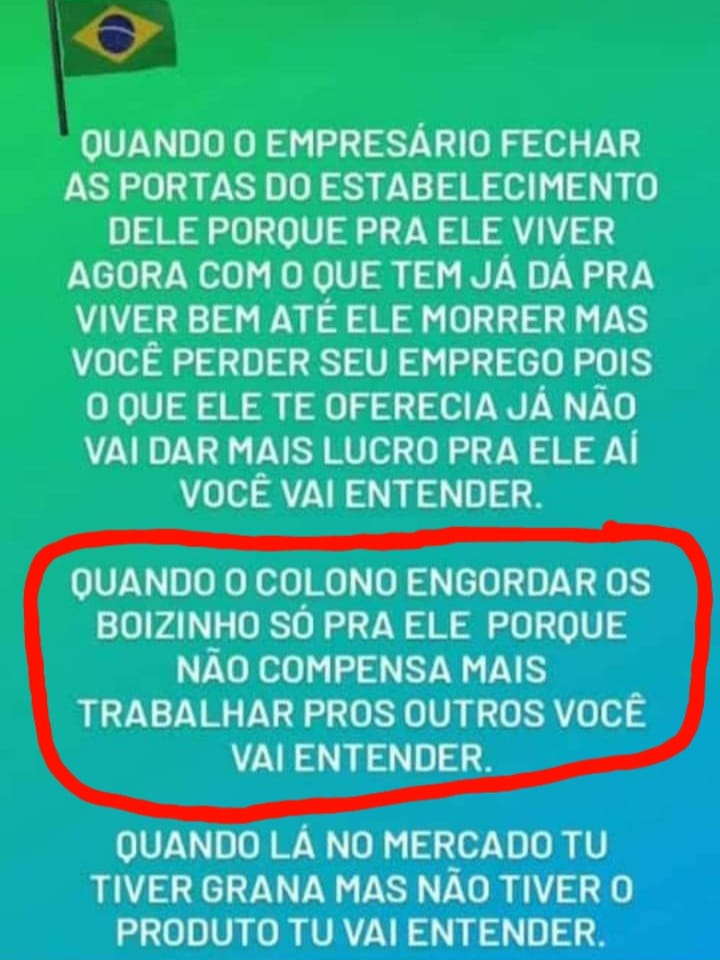 QUANDO O EMPRESÁRIO FECHAR
AS PORTAS DO ESTABELECIMENTO
DELE PORQUE PRA ELE VIVER
AGORA COM O QUE TEM JÁ DÁ PRA
VIVER BEM ATÉ ELE MORRER MAS
VOCÊ PERDER SEU EMPREGO POIS
O QUE ELE TE OFERECIA JÁ NÃO
VAI DAR MAIS LUCRO PRA ELE AÍ
VOCÊ VAI ENTENDER.
QUANDO O COLONO ENGORDAR OS
BOIZINHO SÓ PRA ELE PORQUE
NÃO COMPENSA MAIS
TRABALHAR PROS OUTROS VOCÊ
VAI ENTENDER.
QUANDO LÁ NO MERCADO TU
TIVER GRANA MAS NÃO TIVER O
PRODUTO TU VAI ENTENDER.